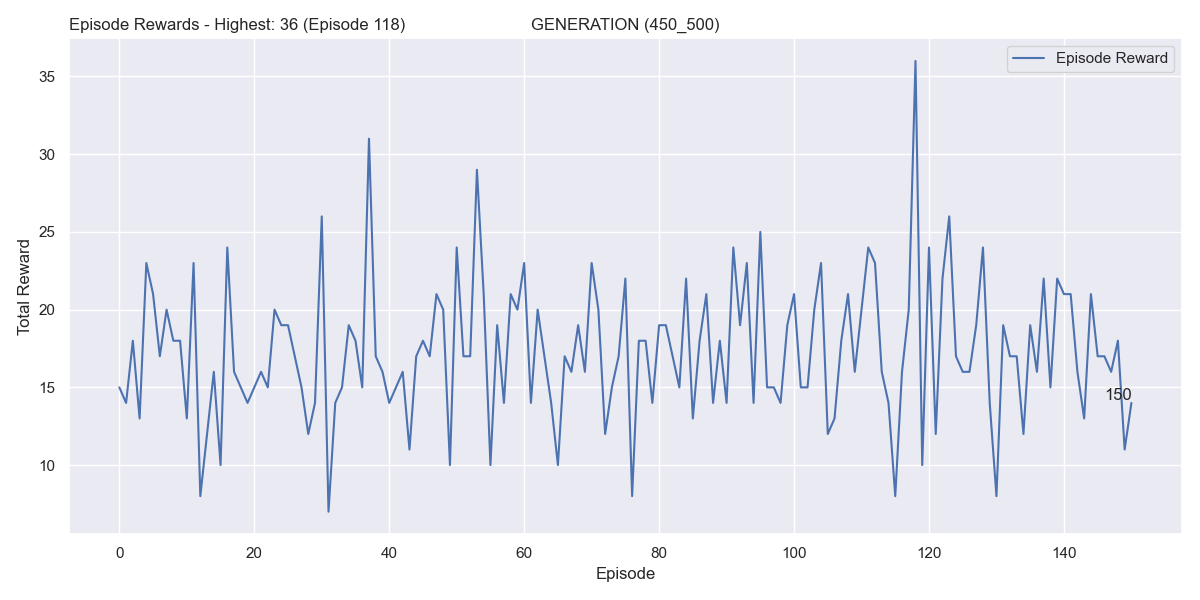 Episode Rewards - Highest: 36 (Episode 118)
GENERATION (450_500)
Episode Reward
Total Reward
35
30
25
20
15
10
150
0 20 40 60 80 100 120 140
Episode